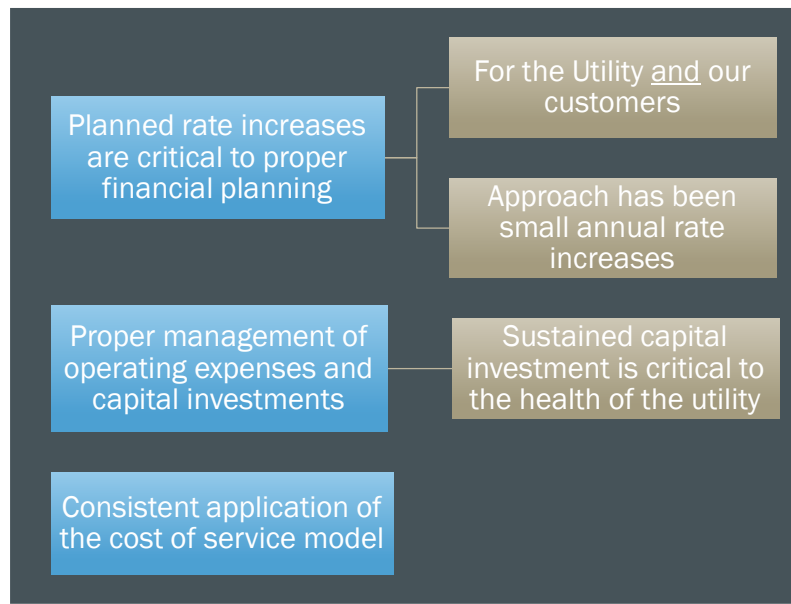 Planned rate increases
are critical to proper
financial planning
For the Utility and our
customers
Approach has been
small annual rate
increases
Proper management of
operating expenses and
capital investments
Sustained capital
investment is critical to
the health of the utility
Consistent application of
the cost of service model